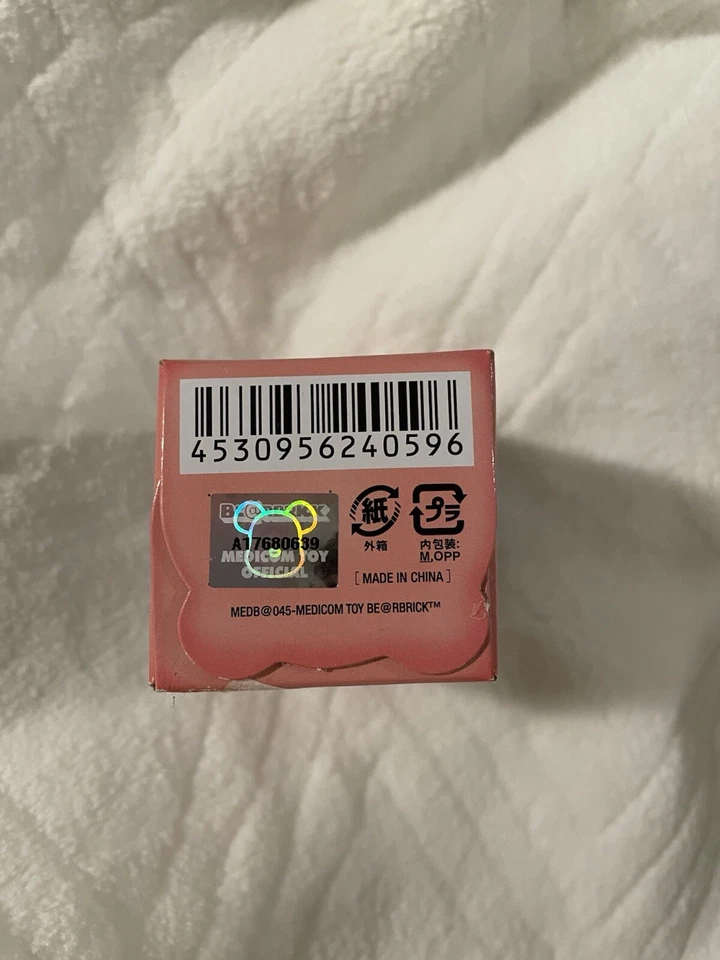 4530956240596
BE@RBRICK
A17680639
MEDICOM TOY
OFFICIAL
紙
外箱
プラ
内包装:
M,OPP
[MADE IN CHINA]
MEDB@045-MEDICOM TOY BE@RBRICK™